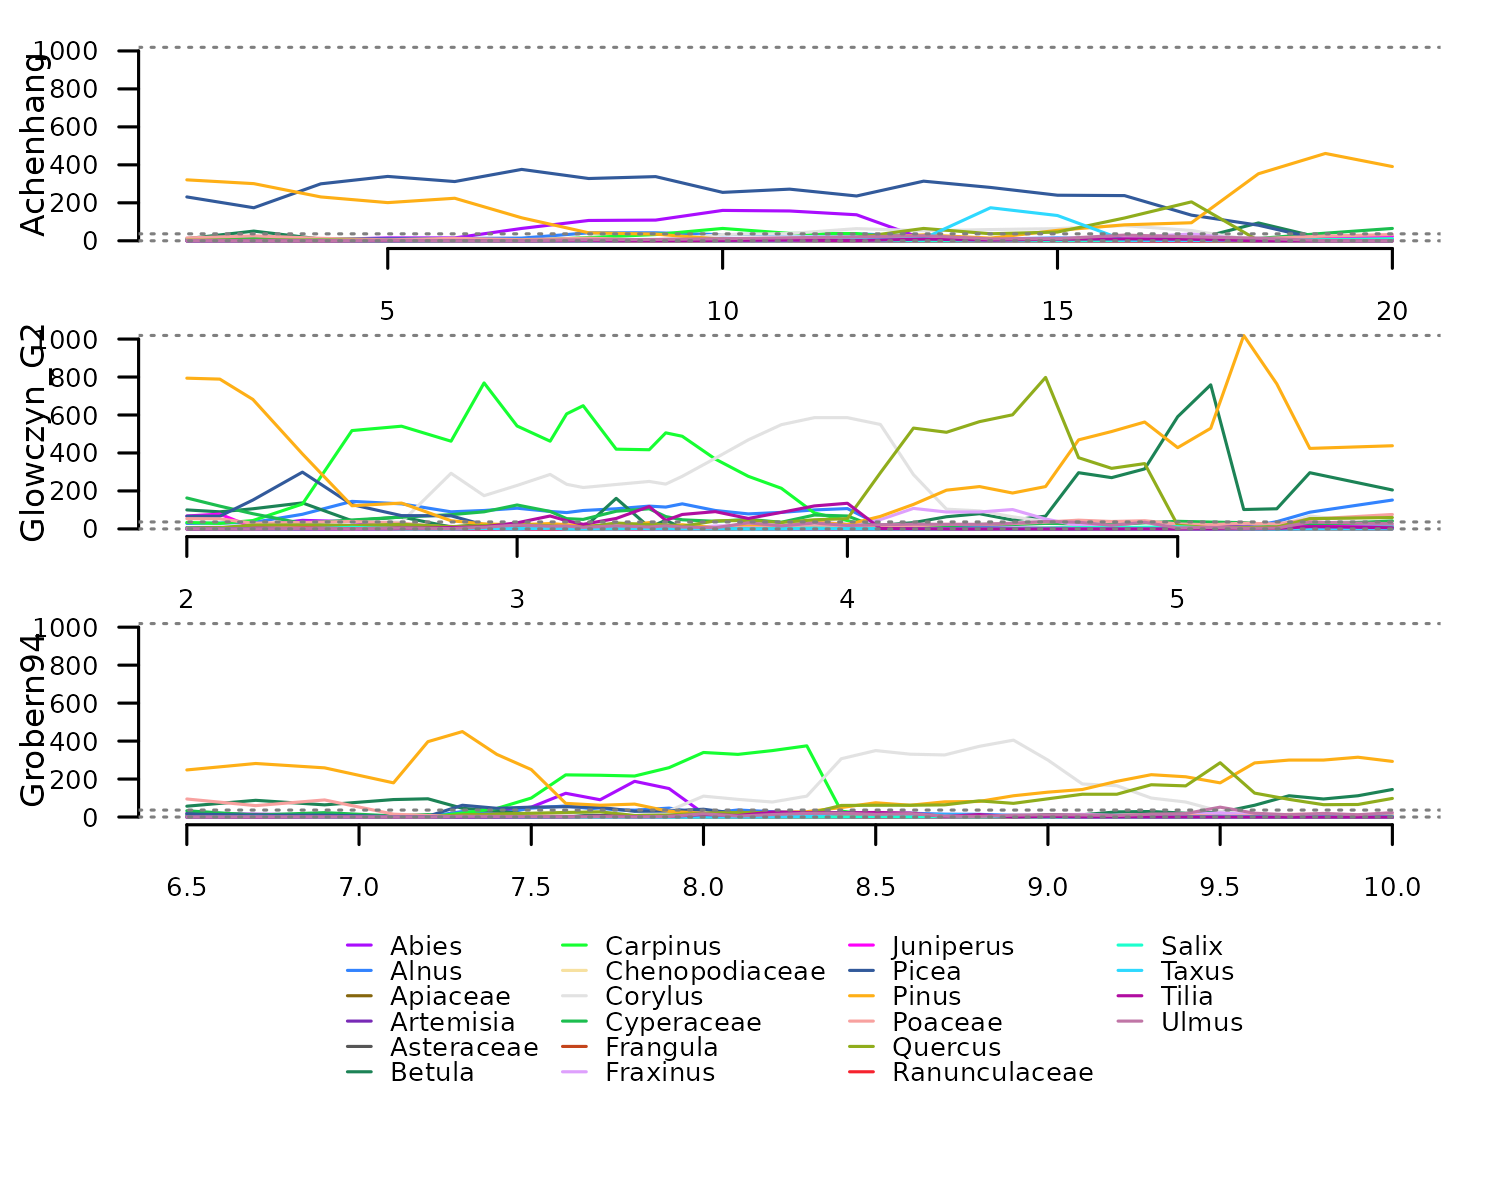 Achenhang
1000
800
600
400
200
0
5 10 15 20
Glowczyn_G2
1000
800
600
400
200
0
2 3 4 5
Grobern94
1000
800
600
400
200
0
6.5 7.0 7.5 8.0 8.5 9.0 9.5 10.0
Abies Carpinus Juniperus Salix
Alnus Chenopodiaceae Picea Taxus
Apiaceae Corylus Pinus Tilia
Artemisia Cyperaceae Poaceae Ulmus
Asteraceae Frangula Quercus
Betula Fraxinus Ranunculaceae